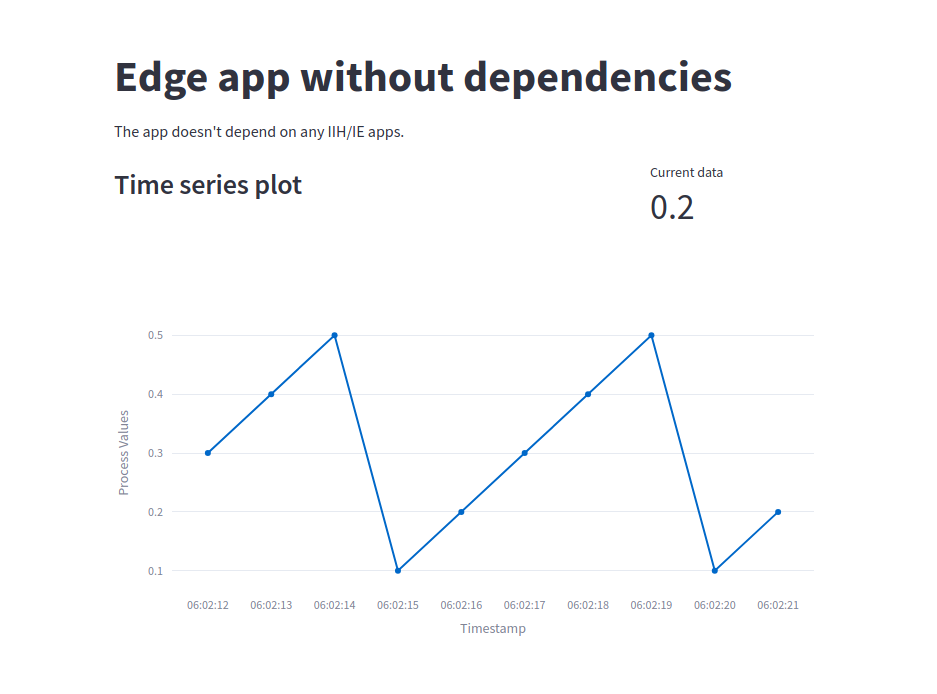 Edge app without dependencies
The app doesn't depend on any IIH/IE apps.
Time series plot
Current data
0.2
0.5
0.4
0.3
0.2
0.1
Process Values
06:02:12 06:02:13 06:02:14 06:02:15 06:02:16 06:02:17 06:02:18 06:02:19 06:02:20 06:02:21
Timestamp